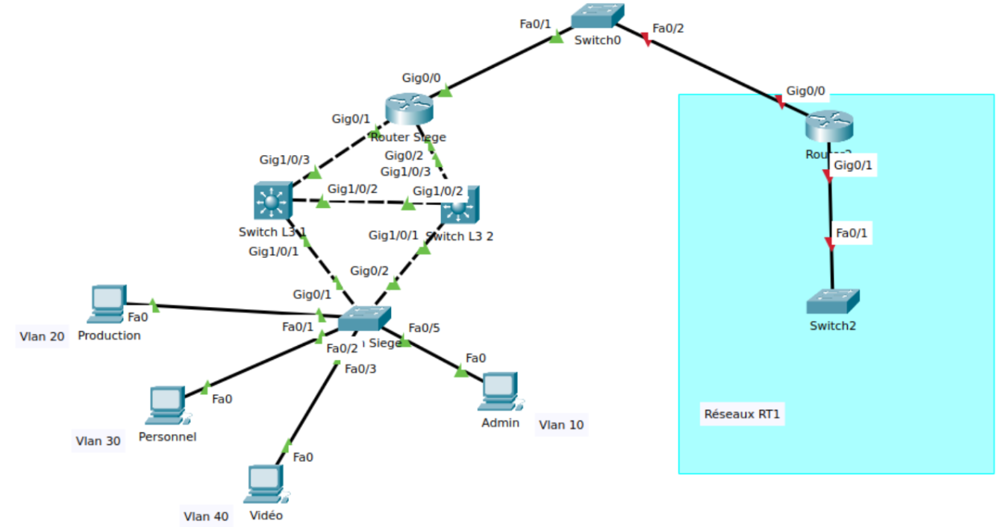 Fa0/1
Fa0/2
Switch0
Gig0/0
Gig0/0
Gig0/1
Router Siege
Gig1/0/3
Gig0/2
Gig1/0/3
Gig0/1
Gig1/0/2
Gig1/0/2
Switch L3 1
Gig1/0/1
Switch L3 2
Gig1/0/1
Fa0/1
Gig0/2
Gig0/1
Fa0/1
Siege
Fa0/5
Switch2
Fa0
Production
Vlan 20
Fa0/2
Fa0/3
Fa0
Fa0
Admin
Vlan 10
Réseaux RT1
Personnel
Vlan 30
Fa0
Vidéo
Vlan 40